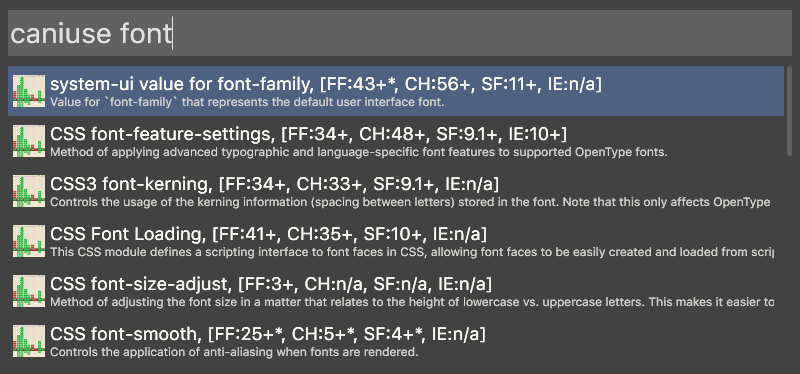 caniuse font
system-ui value for font-family, [FF:43+*, CH:56+, SF:11+, IE:n/a]
Value for `font-family` that represents the default user interface font.
CSS font-feature-settings, [FF:34+, CH:48+, SF:9.1+, IE:10+]
Method of applying advanced typographic and language-specific font features to supported OpenType fonts.
CSS3 font-kerning, [FF:34+, CH:33+, SF:9.1+, IE:n/a]
Controls the usage of the kerning information (spacing between letters) stored in the font. Note that this only affects OpenType
CSS Font Loading, [FF:41+, CH:35+, SF:10+, IE:n/a]
This CSS module defines a scripting interface to font faces in CSS, allowing font faces to be easily created and loaded from
CSS font-size-adjust, [FF:3+, CH:n/a, SF:n/a, IE:n/a]
Method of adjusting the font size in a matter that relates to the height of lowercase vs. uppercase letters. This makes it easier to
CSS font-smooth, [FF:25+*, CH:5+*, SF:4+*, IE:n/a]
Controls the application of anti-aliasing when fonts are rendered.